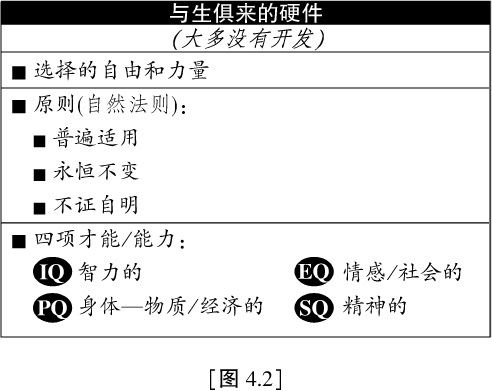 与生俱来的硬件
(大多没有开发)
■ 选择的自由和力量
■ 原则(自然法则)：
■ 普遍适用
■ 永恒不变
■ 不证自明
■ 四项才能/能力：
IQ 智力的 EQ 情感/社会的
PQ 身体—物质/经济的 SQ 精神的
[图 4.2]